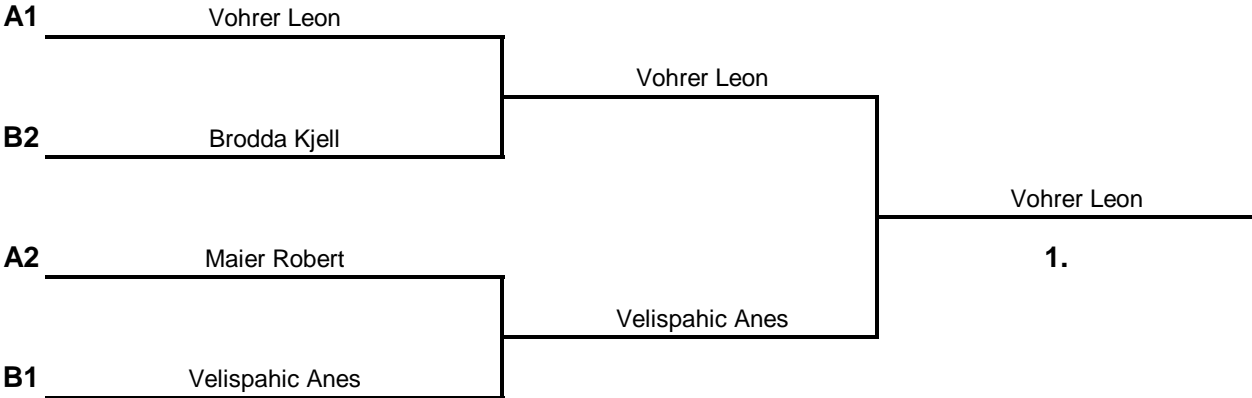 A1 Vohrer Leon
Vohrer Leon
B2 Brodda Kjell
Vohrer Leon
A2 Maier Robert
1.
Velispahic Anes
B1 Velispahic Anes